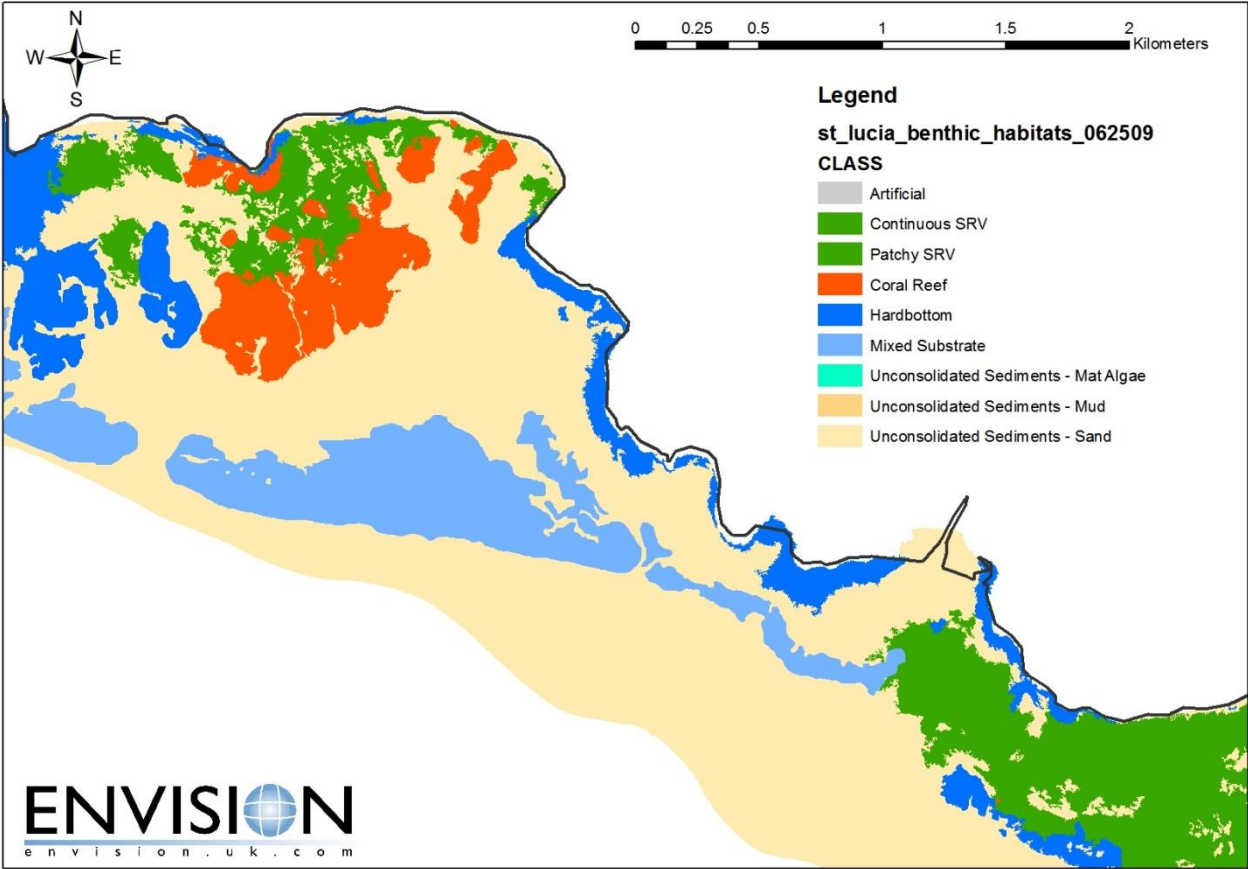 N
W E
S
0 0.25 0.5 1 1.5 2
Kilometers
Legend
st_lucia_benthic_habitats_062509
CLASS
Artificial
Continuous SRV
Patchy SRV
Coral Reef
Hardbottom
Mixed Substrate
Unconsolidated Sediments - Mat Algae
Unconsolidated Sediments - Mud
Unconsolidated Sediments - Sand
ENVISION
envision.uk.com